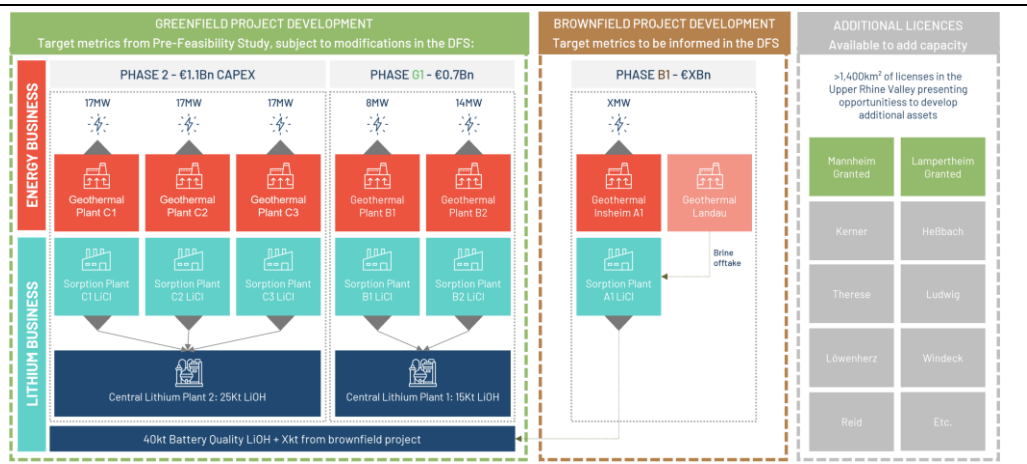 GREENFIELD PROJECT DEVELOPMENT
Target metrics from Pre-Feasibility Study, subject to modifications in the DFS:
ENERGY BUSINESS
LITHIUM BUSINESS
PHASE 2 - €1.1Bn CAPEX
17MW
17MW
17MW
Geothermal
Plant C1
Geothermal
Plant C2
Geothermal
Plant C3
Sorption Plant
C1 LiCl
Sorption Plant
C2 LiCl
Sorption Plant
C3 LiCl
Central Lithium Plant 2: 25Kt LiOH
PHASE G1 - €0.7Bn
8MW
14MW
Geothermal
Plant B1
Geothermal
Plant B2
Sorption Plant
B1 LiCl
Sorption Plant
B2 LiCl
Central Lithium Plant 1: 15Kt LiOH
40kt Battery Quality LiOH + Xkt from brownfield project
BROWNFIELD PROJECT DEVELOPMENT
Target metrics to be informed in the DFS
PHASE B1 - €XBn
XMW
Geothermal
Insheim A1
Geothermal
Landau
Brine
offtake
Sorption Plant
A1 LiCl
ADDITIONAL LICENCES
Available to add capacity
>1,400km² of licenses in the
Upper Rhine Valley presenting
opportunitiess to develop
additional assets
Mannheim
Granted
Lampertheim
Granted
Kerner
Heßbach
Therese
Ludwig
Löwenherz
Windeck
Reid
Etc.